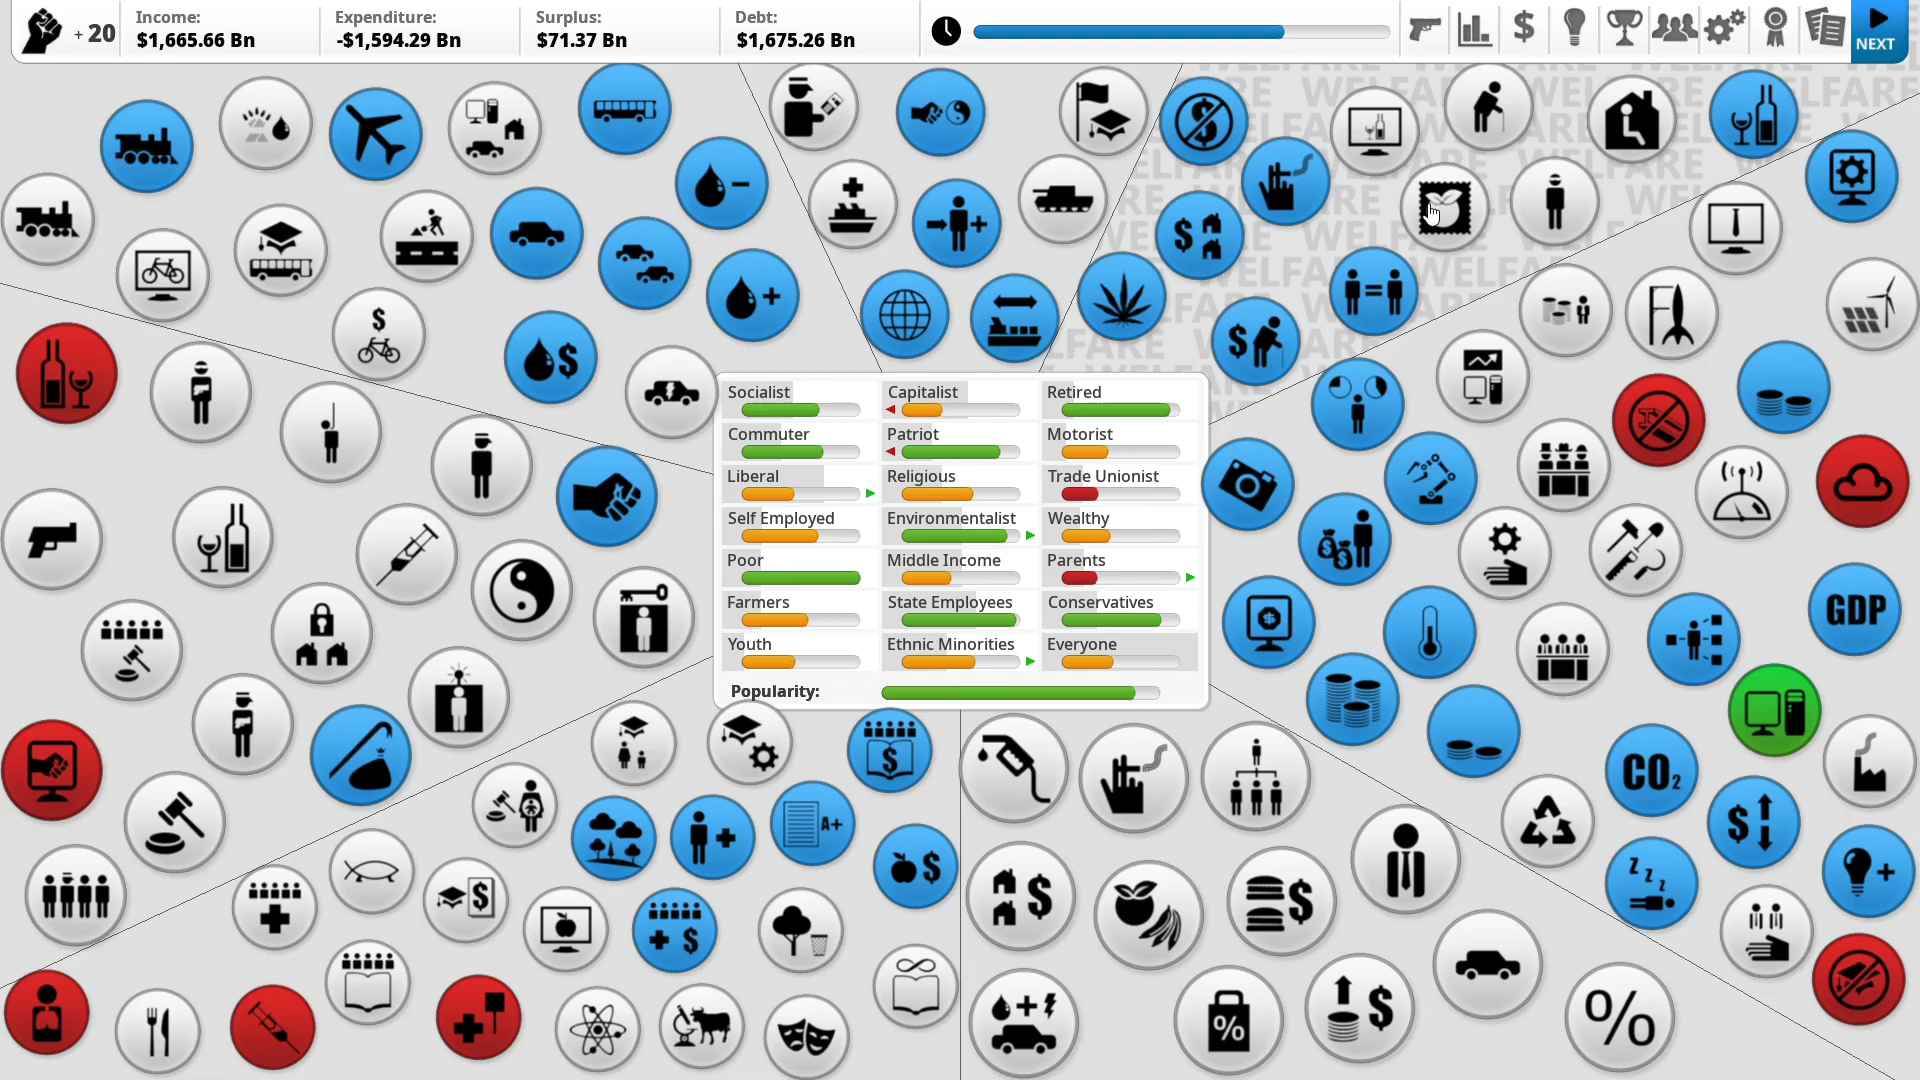 + 20
Income:
$1,665.66 Bn
Expenditure:
-$1,594.29 Bn
Surplus:
$71.37 Bn
Debt:
$1,675.26 Bn
NEXT
WELFARE WELFARE WELFARE
Socialist Capitalist Retired
Commuter Patriot Motorist
Liberal Religious Trade Unionist
Self Employed Environmentalist Wealthy
Poor Middle Income Parents
Farmers State Employees Conservatives
Youth Ethnic Minorities Everyone
Popularity:
GDP
CO₂
A+
z z z
%
%